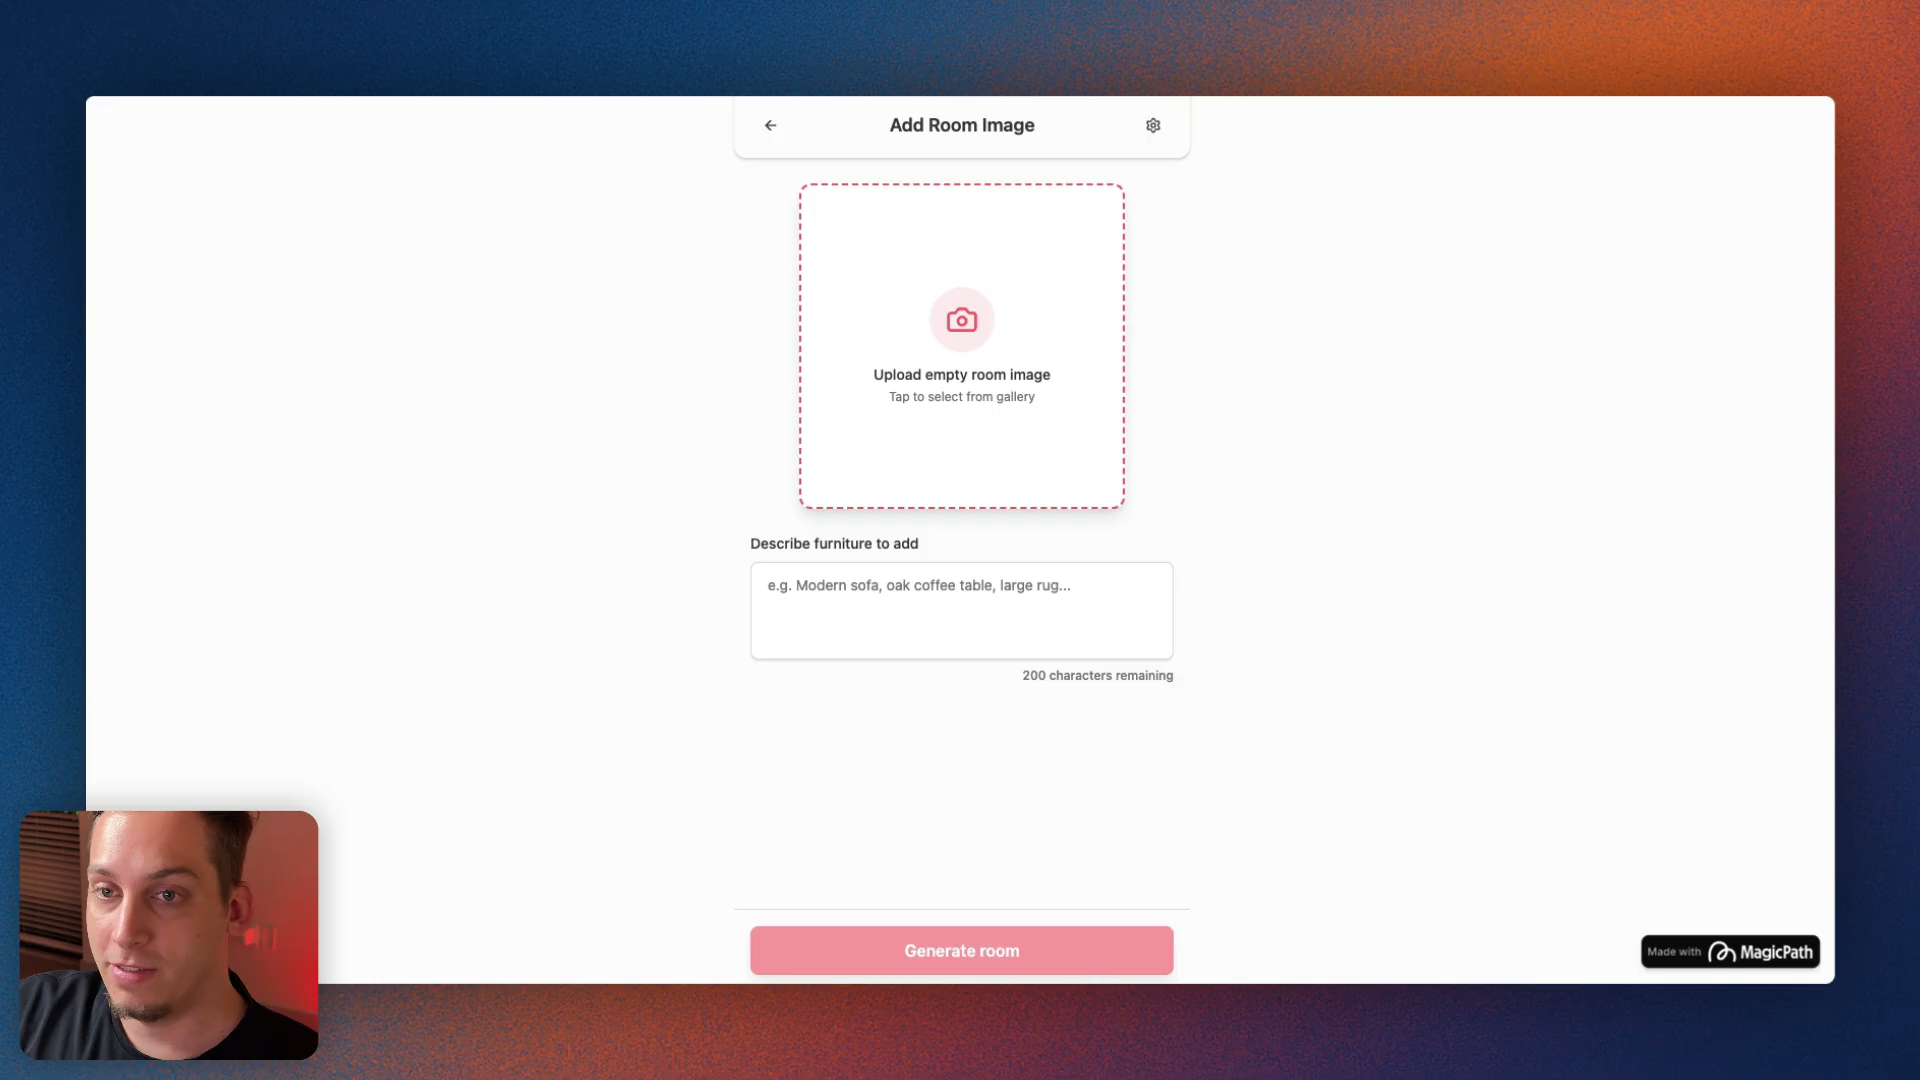 Add Room Image
Upload empty room image
Tap to select from gallery
Describe furniture to add
e.g. Modern sofa, oak coffee table, large rug...
200 characters remaining
Generate room
Made with MagicPath